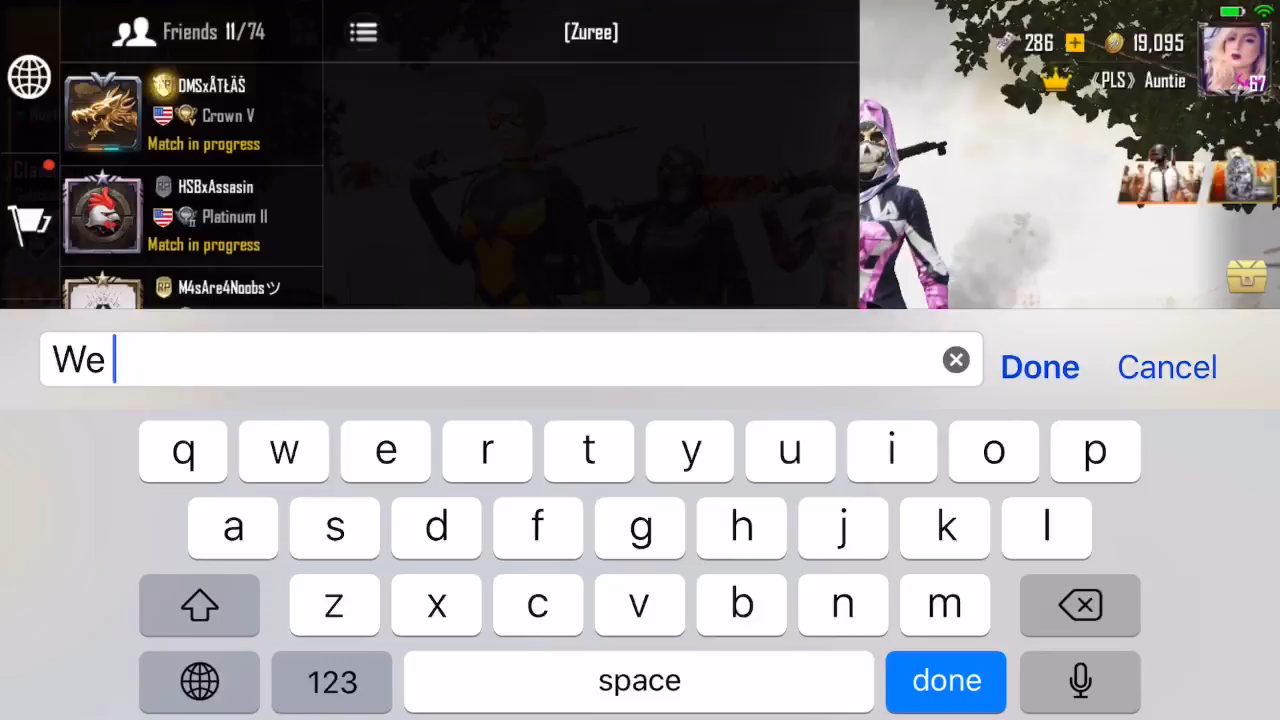 Friends 11/74
[Zuree]
286
19,095
《PLS》 Auntie
67
DMSxÅTŁÄŠ
Crown V
Match in progress
HSBxAssasin
Platinum II
Match in progress
M4sAre4Noobsツ
We
Done
Cancel
q w e r t y u i o p
a s d f g h j k l
z x c v b n m
123
space
done